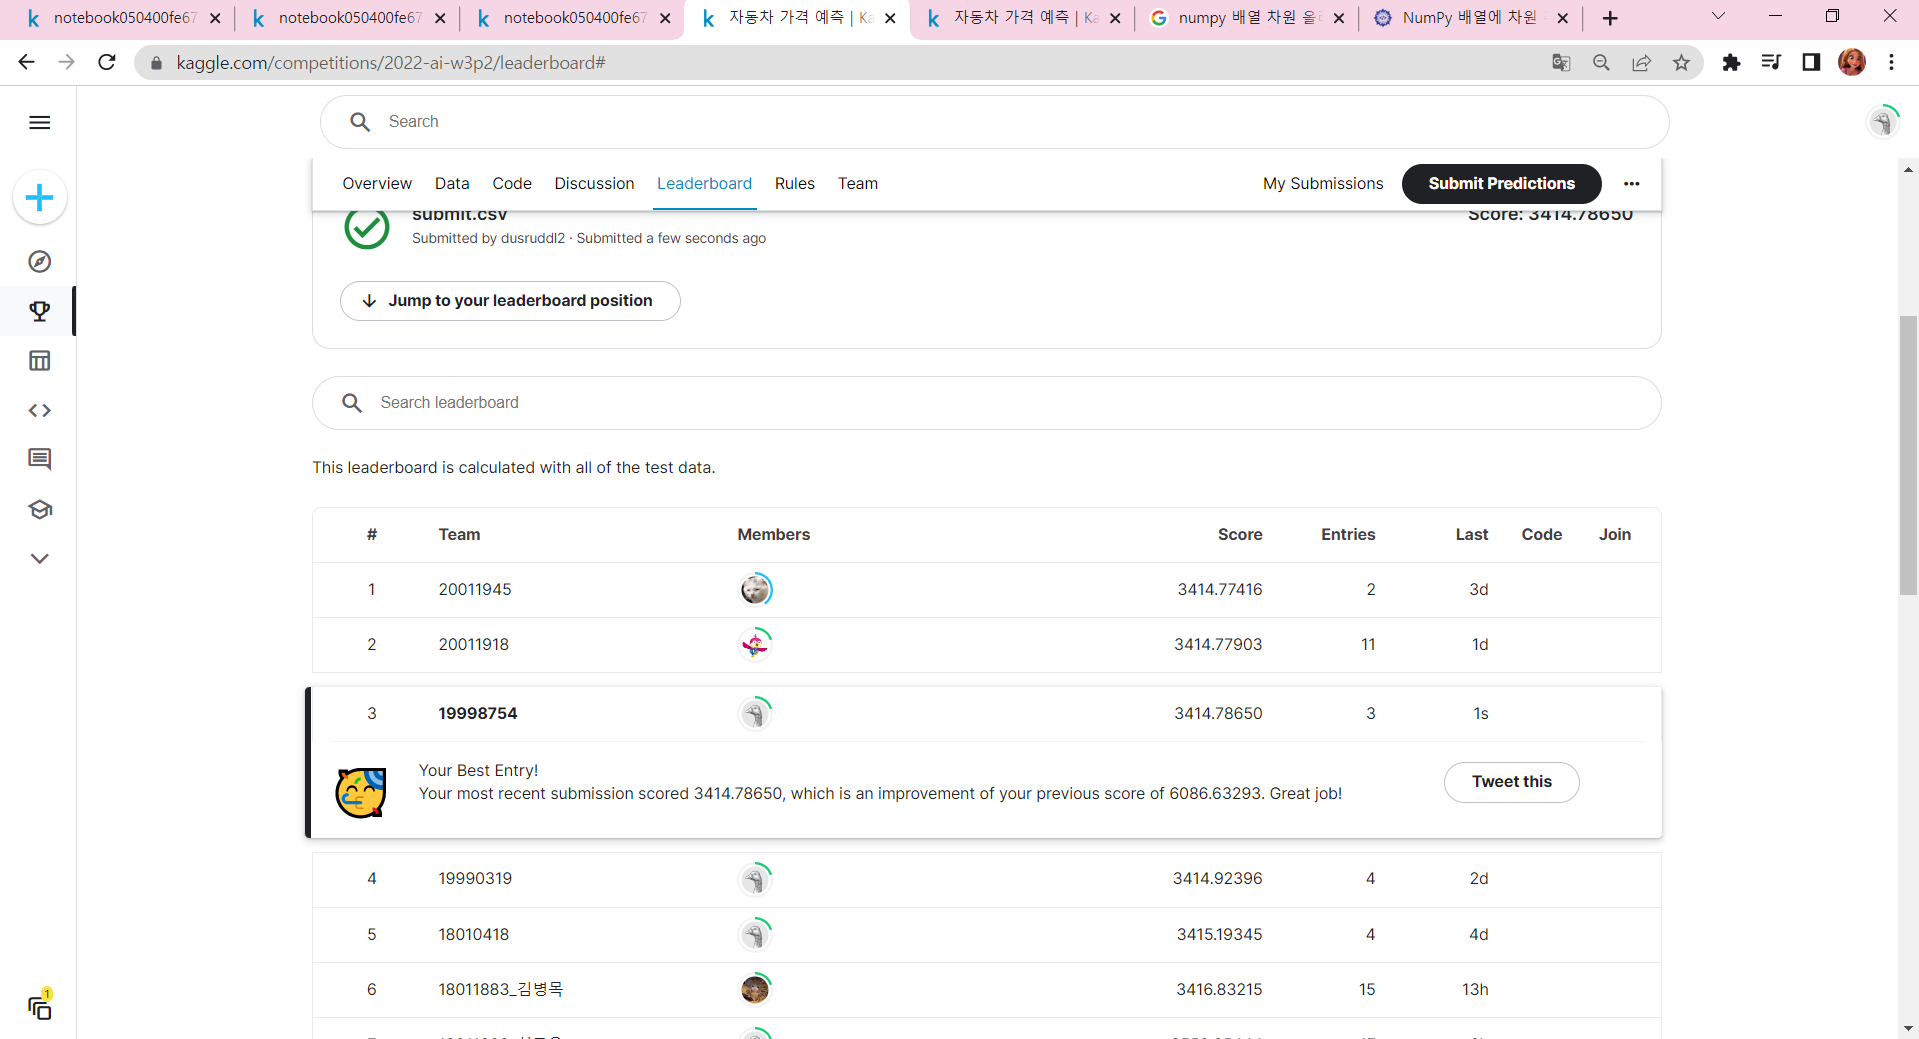 notebook050400fe67
notebook050400fe67
notebook050400fe67
자동차 가격 예측 | Ka
자동차 가격 예측 | Ka
numpy 배열 차원 올
NumPy 배열에 차원
kaggle.com/competitions/2022-ai-w3p2/leaderboard#
Search
Overview Data Code Discussion Leaderboard Rules Team My Submissions Submit Predictions
submit.csv Score: 3414.78650
Submitted by dusruddl2 · Submitted a few seconds ago
Jump to your leaderboard position
Search leaderboard
This leaderboard is calculated with all of the test data.
# Team Members Score Entries Last Code Join
1 20011945 3414.77416 2 3d
2 20011918 3414.77903 11 1d
3 19998754 3414.78650 3 1s
Your Best Entry!
Your most recent submission scored 3414.78650, which is an improvement of your previous score of 6086.63293. Great job!
Tweet this
4 19990319 3414.92396 4 2d
5 18010418 3415.19345 4 4d
6 18011883_김병목 3416.83215 15 13h
1